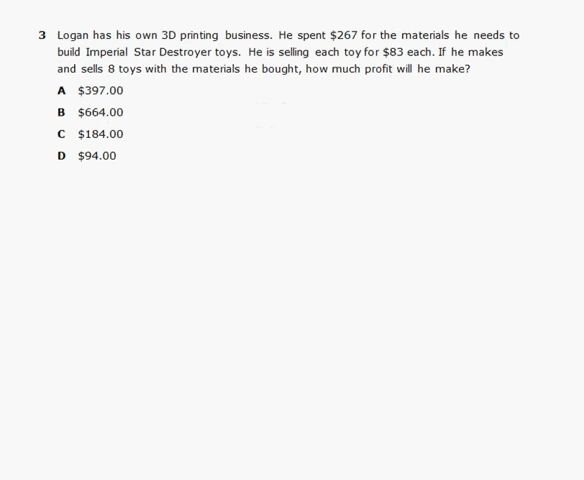 3 Logan has his own 3D printing business. He spent $267 for the materials he needs to
build Imperial Star Destroyer toys. He is selling each toy for $83 each. If he makes
and sells 8 toys with the materials he bought, how much profit will he make?
A $397.00
B $664.00
C $184.00
D $94.00